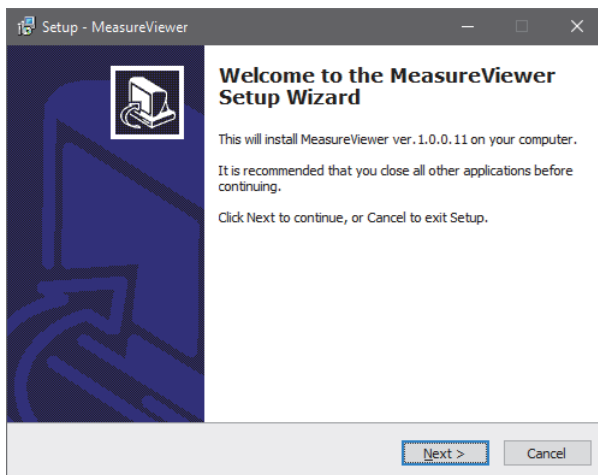 Setup - MeasureViewer
Welcome to the MeasureViewer
Setup Wizard
This will install MeasureViewer ver.1.0.0.11 on your computer.
It is recommended that you close all other applications before
continuing.
Click Next to continue, or Cancel to exit Setup.
Next >
Cancel